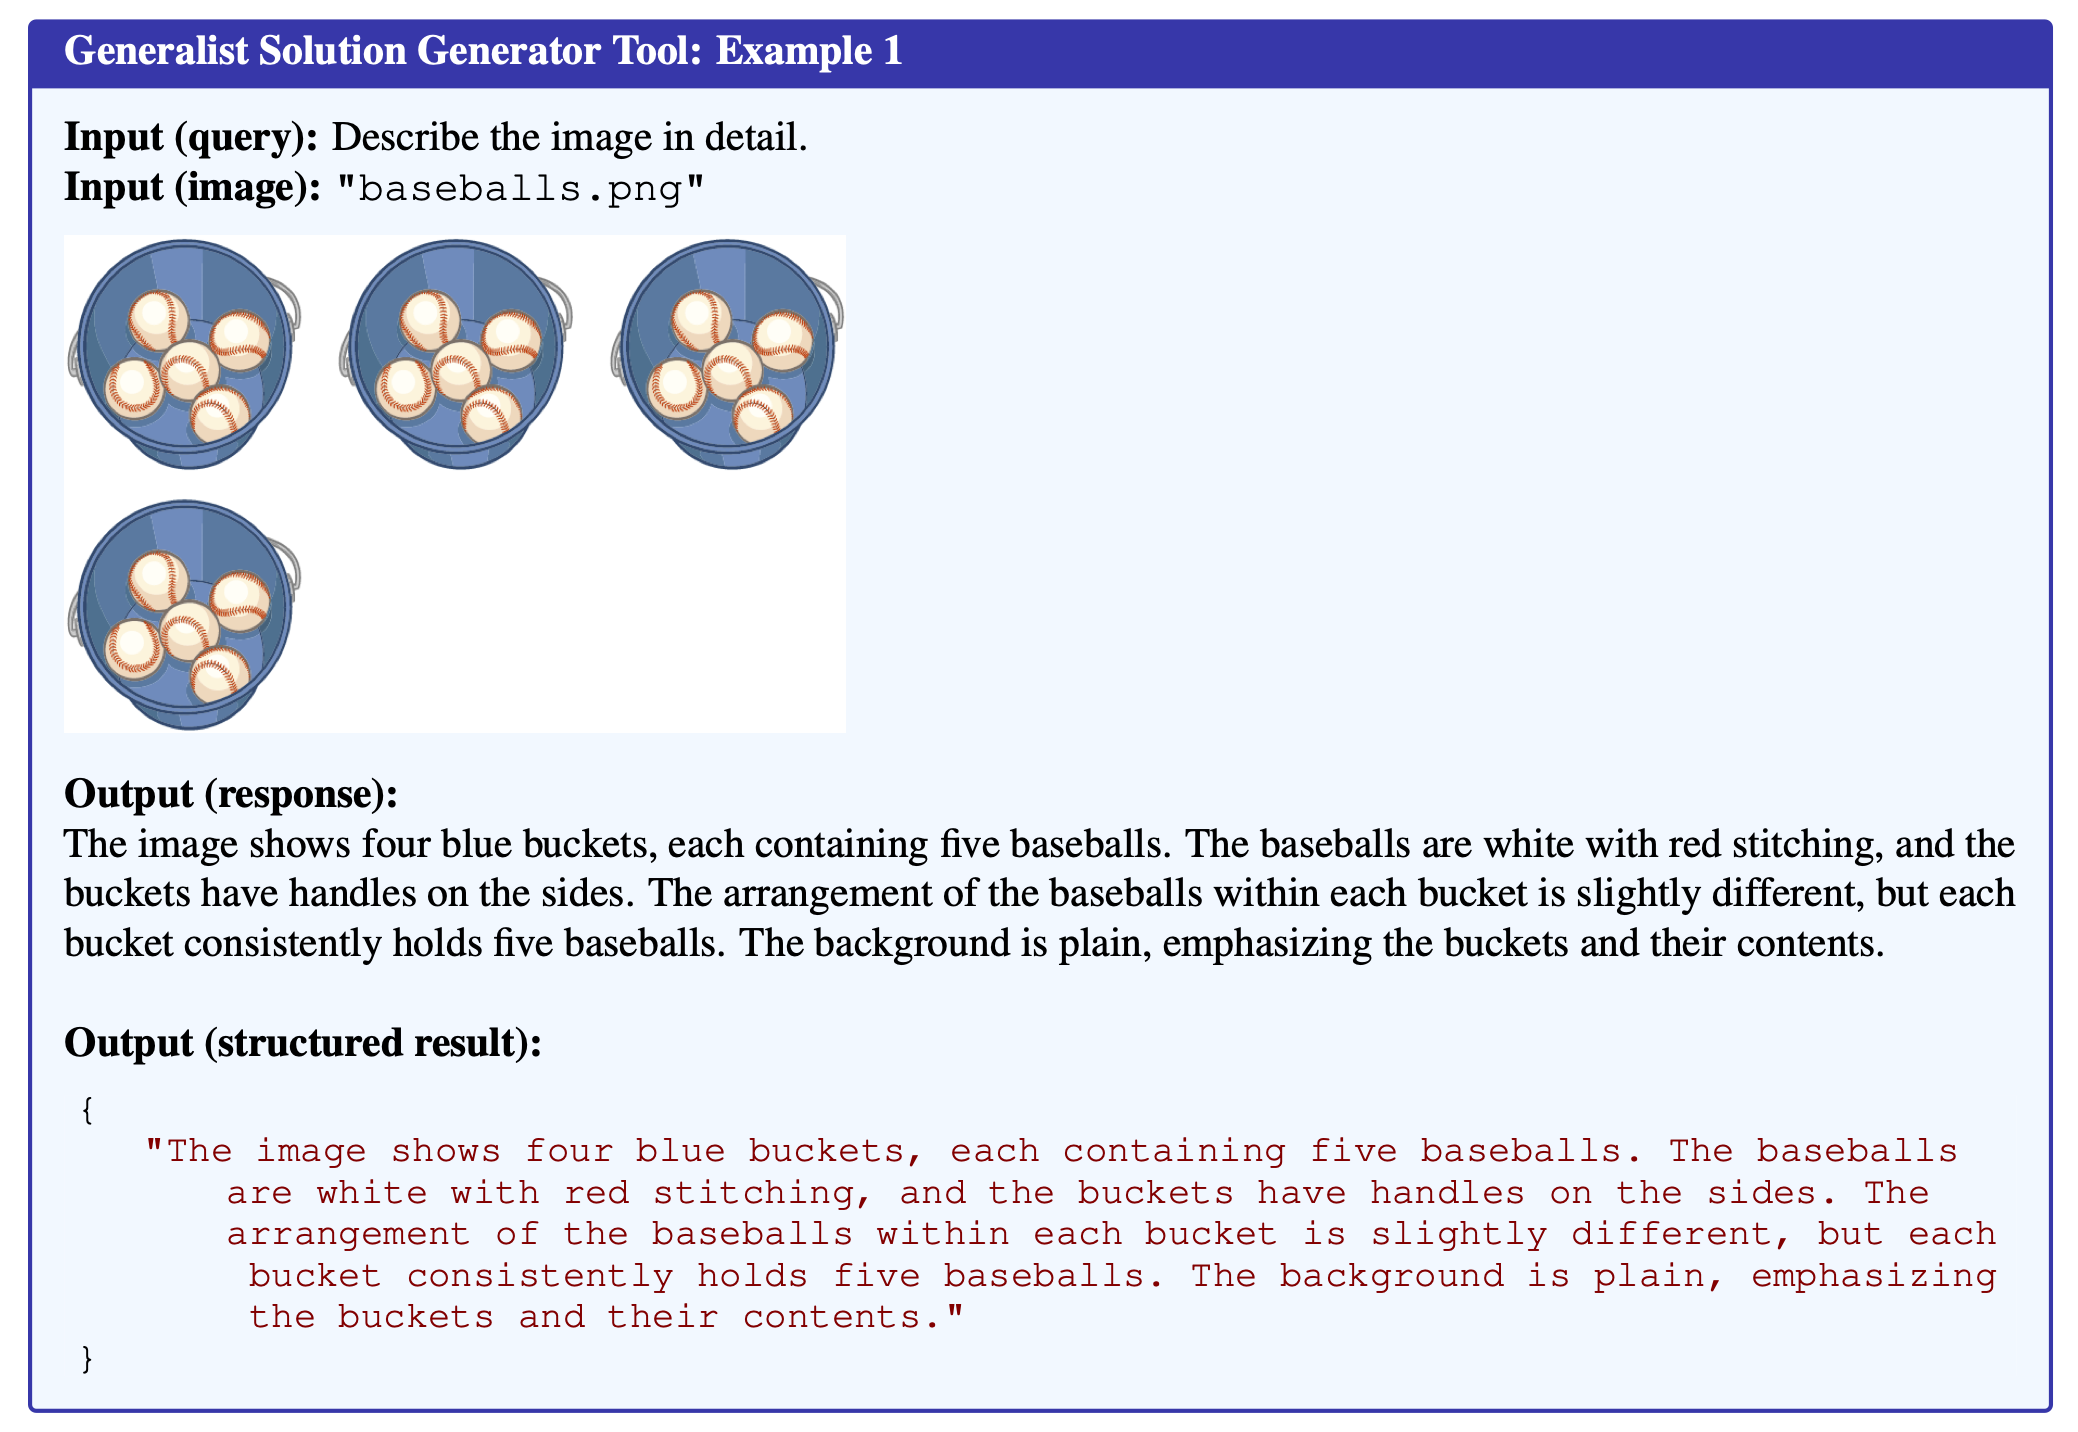 Generalist Solution Generator Tool: Example 1
Input (query): Describe the image in detail.
Input (image): "baseballs.png"
Output (response):
The image shows four blue buckets, each containing five baseballs. The baseballs are white with red stitching, and the
buckets have handles on the sides. The arrangement of the baseballs within each bucket is slightly different, but each
bucket consistently holds five baseballs. The background is plain, emphasizing the buckets and their contents.
Output (structured result):
{
"The image shows four blue buckets, each containing five baseballs. The baseballs
are white with red stitching, and the buckets have handles on the sides. The
arrangement of the baseballs within each bucket is slightly different, but each
bucket consistently holds five baseballs. The background is plain, emphasizing
the buckets and their contents."
}